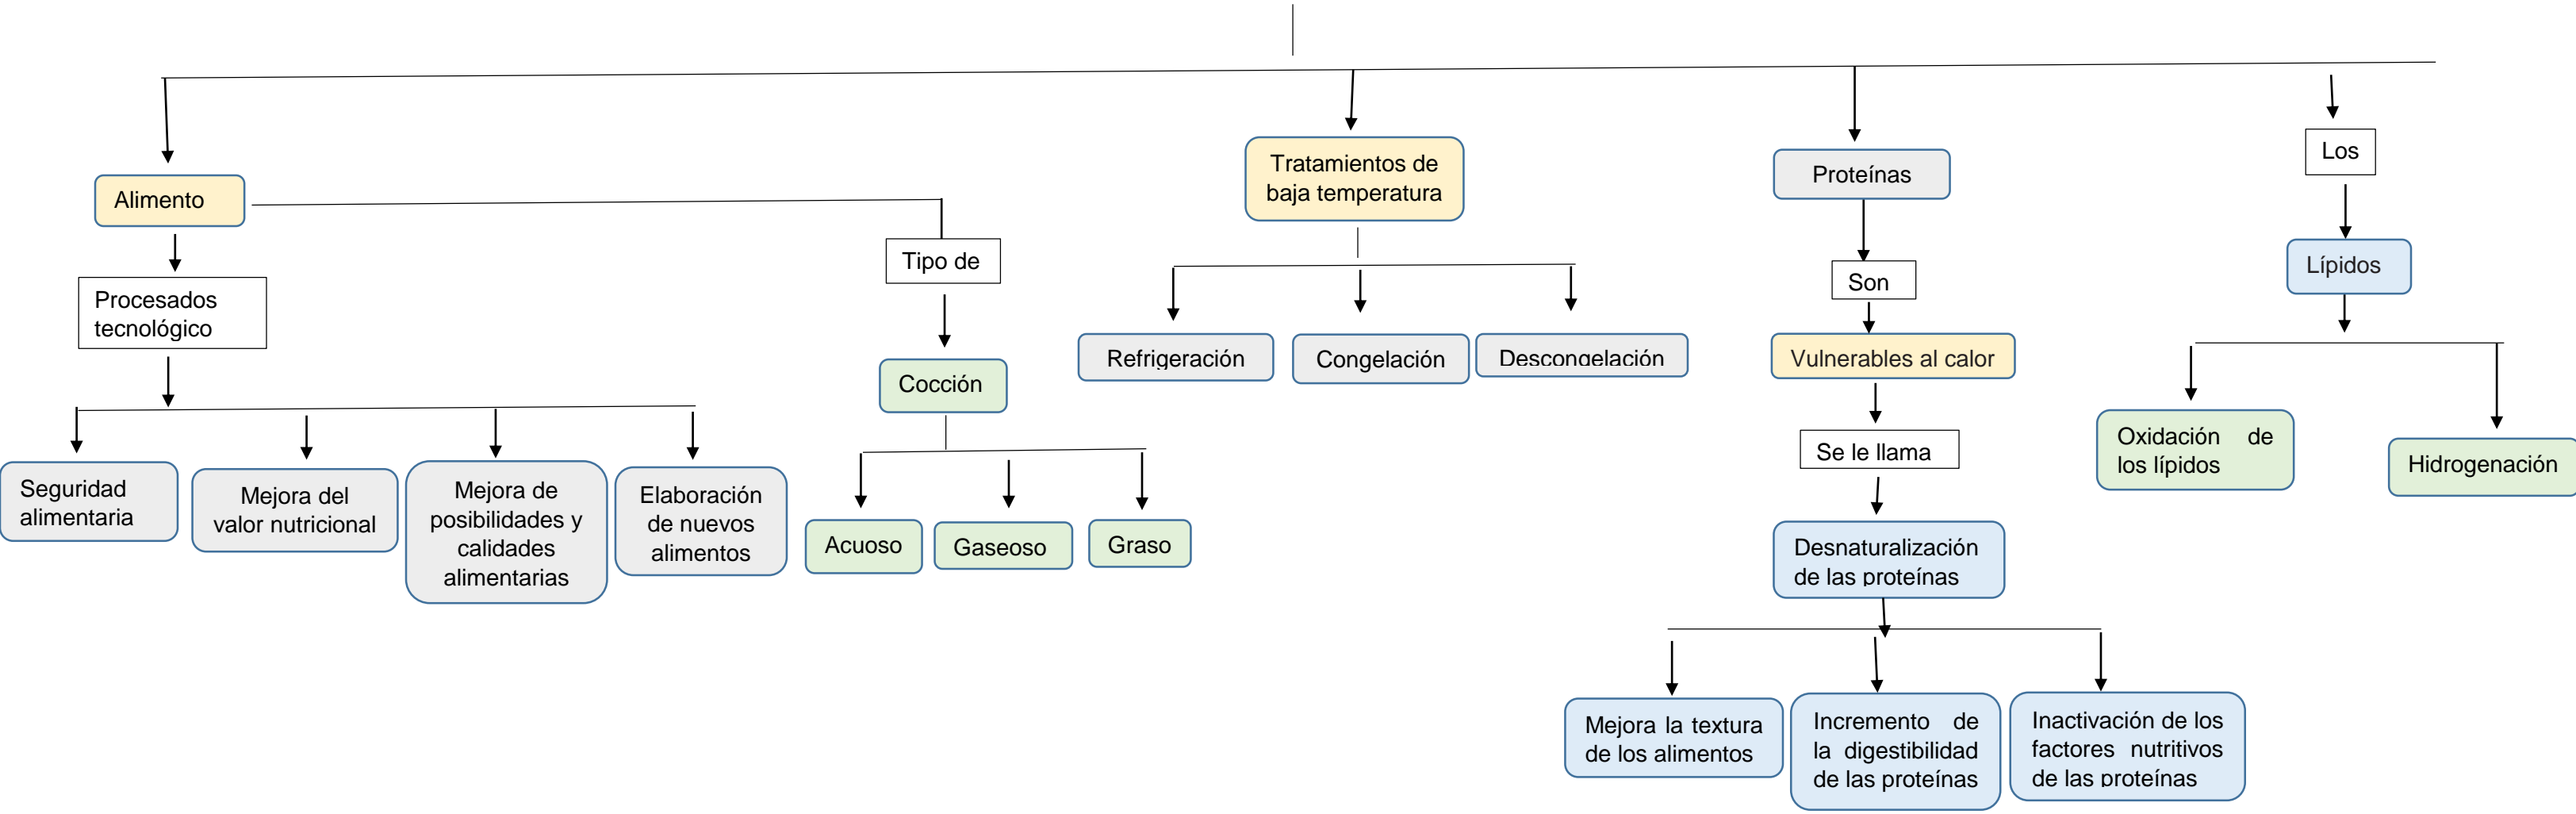 Alimento
Procesados
tecnológico
Seguridad
alimentaria
Mejora del
valor nutricional
Mejora de
posibilidades y
calidades
alimentarias
Elaboración
de nuevos
alimentos
Tipo de
Cocción
Acuoso
Gaseoso
Graso
Tratamientos de
baja temperatura
Refrigeración
Congelación
Descongelación
Proteínas
Son
Vulnerables al calor
Se le llama
Desnaturalización
de las proteínas
Mejora la textura
de los alimentos
Incremento de
la digestibilidad
de las proteínas
Inactivación de los
factores nutritivos
de las proteínas
Los
Lípidos
Oxidación de
los lípidos
Hidrogenación